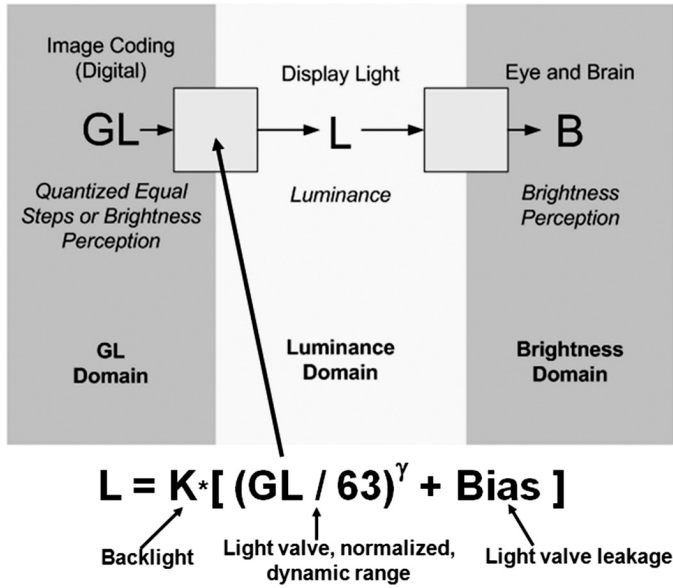 Image Coding
(Digital)
Display Light
Eye and Brain
GL
L
B
Quantized Equal
Steps or Brightness
Perception
Luminance
Brightness
Perception
GL
Domain
Luminance
Domain
Brightness
Domain
L = K*[ (GL / 63)^γ + Bias ]
Backlight
Light valve, normalized,
dynamic range
Light valve leakage